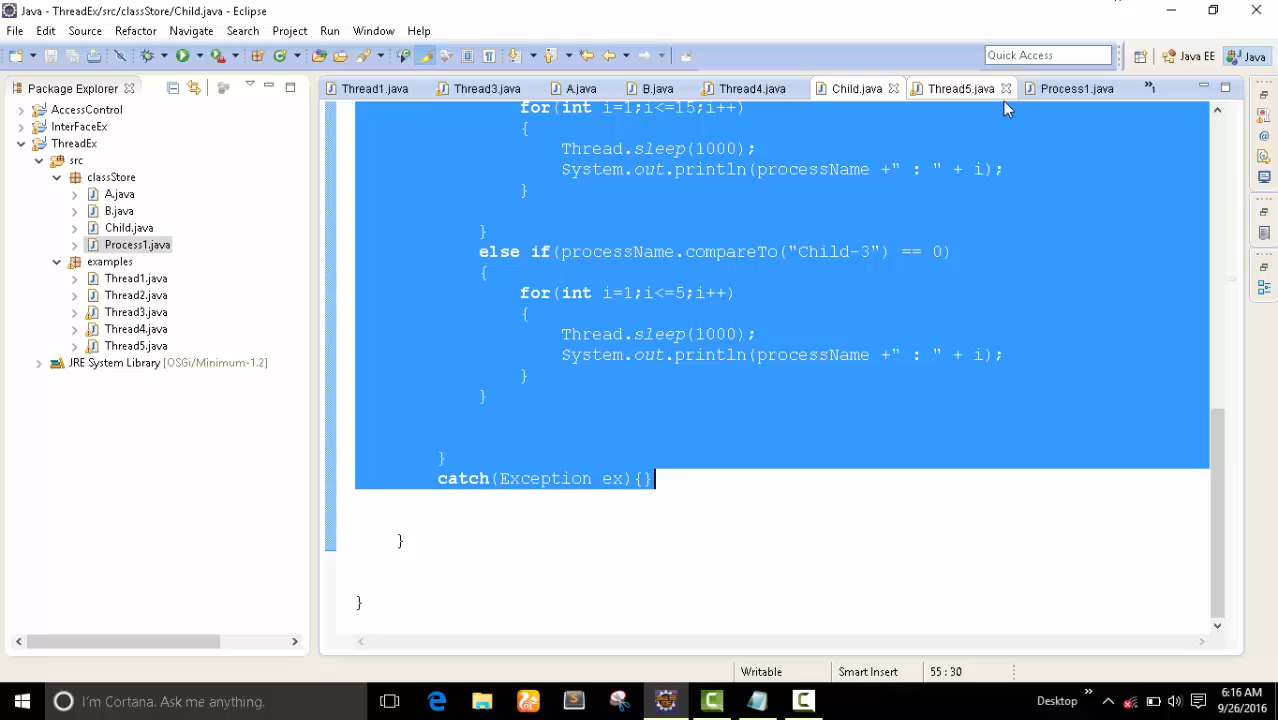 Java - ThreadEx/src/classStore/Child.java - Eclipse
File Edit Source Refactor Navigate Search Project Run Window Help
Quick Access
Java EE
Java
Package Explorer
AccessControl
InterFaceEx
ThreadEx
src
classStore
A.java
B.java
Child.java
Process1.java
examples
Thread1.java
Thread2.java
Thread3.java
Thread4.java
Thread5.java
JRE System Library [OSGi/Minimum-1.2]
Thread1.java Thread3.java A.java B.java Thread4.java Child.java Thread5.java Process1.java »1
for(int i=1;i<=15;i++)
{
Thread.sleep(1000);
System.out.println(processName +" : " + i);
}
}
else if(processName.compareTo("Child-3") == 0)
{
for(int i=1;i<=5;i++)
{
Thread.sleep(1000);
System.out.println(processName +" : " + i);
}
}
}
catch(Exception ex){}
}
}
Writable Smart Insert 55 : 30
I'm Cortana. Ask me anything.
Desktop »
6:16 AM
9/26/2016